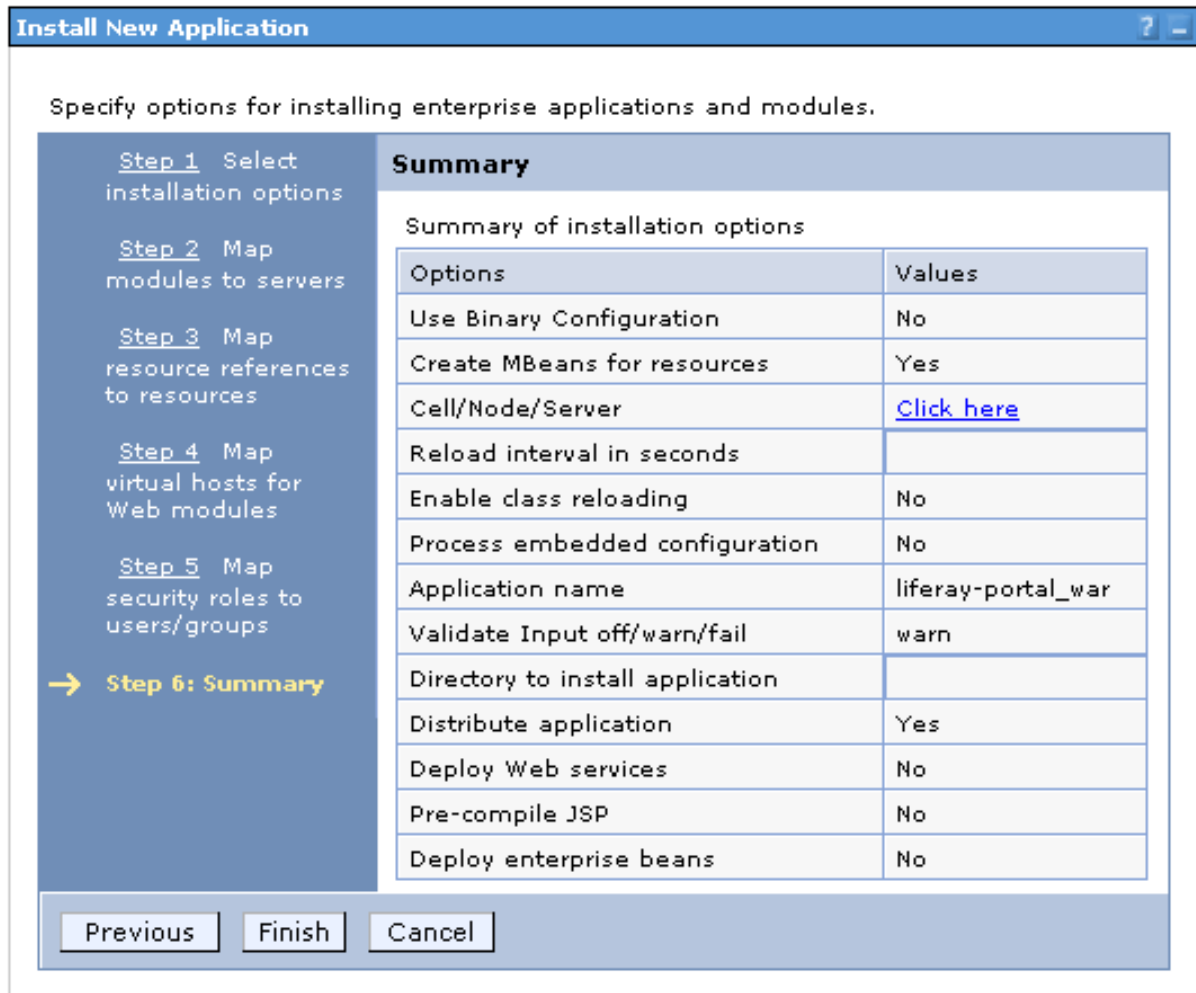 Install New Application
?
Specify options for installing enterprise applications and modules.
Step 1 Select
installation options
Step 2 Map
modules to servers
Step 3 Map
resource references
to resources
Step 4 Map
virtual hosts for
Web modules
Step 5 Map
security roles to
users/groups
Step 6: Summary
Summary
Summary of installation options
Options Values
Use Binary Configuration No
Create MBeans for resources Yes
Cell/Node/Server Click here
Reload interval in seconds
Enable class reloading No
Process embedded configuration No
Application name liferay-portal_war
Validate Input off/warn/fail warn
Directory to install application
Distribute application Yes
Deploy Web services No
Pre-compile JSP No
Deploy enterprise beans No
Previous Finish Cancel